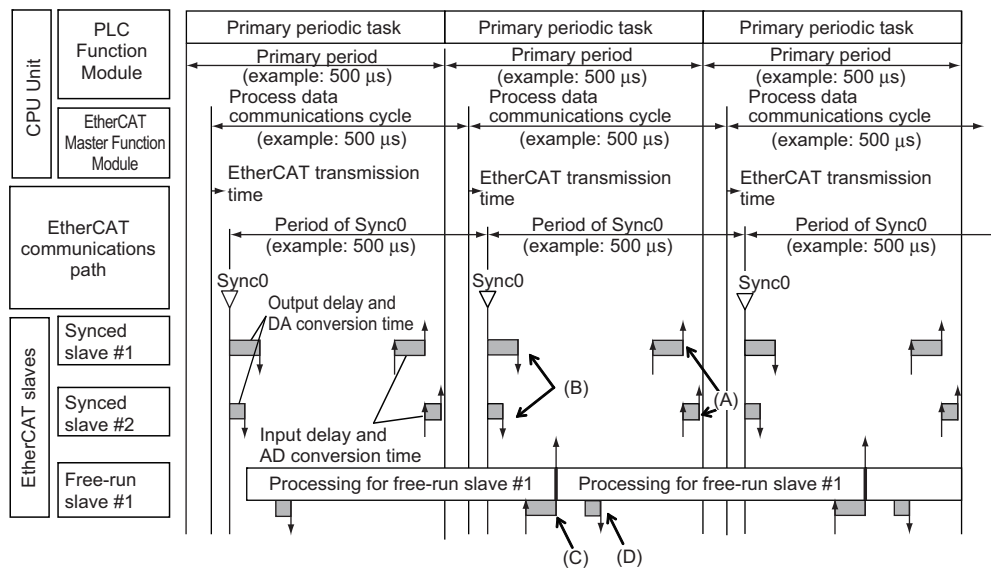 CPU Unit
PLC
Function
Module
EtherCAT
Master Function
Module
EtherCAT
communications
path
EtherCAT slaves
Synced
slave #1
Synced
slave #2
Free-run
slave #1
Primary periodic task
Primary periodic task
Primary periodic task
Primary period
(example: 500 μs)
Primary period
(example: 500 μs)
Primary period
(example: 500 μs)
Process data
communications cycle
(example: 500 μs)
Process data
communications cycle
(example: 500 μs)
Process data
communications cycle
(example: 500 μs)
EtherCAT transmission
time
EtherCAT transmission
time
EtherCAT transmission
time
Period of Sync0
(example: 500 μs)
Period of Sync0
(example: 500 μs)
Period of Sync0
(example: 500 μs)
Sync0
Sync0
Sync0
Output delay and
DA conversion time
(B)
(A)
Input delay and
AD conversion time
Processing for free-run slave #1
Processing for free-run slave #1
(C)
(D)